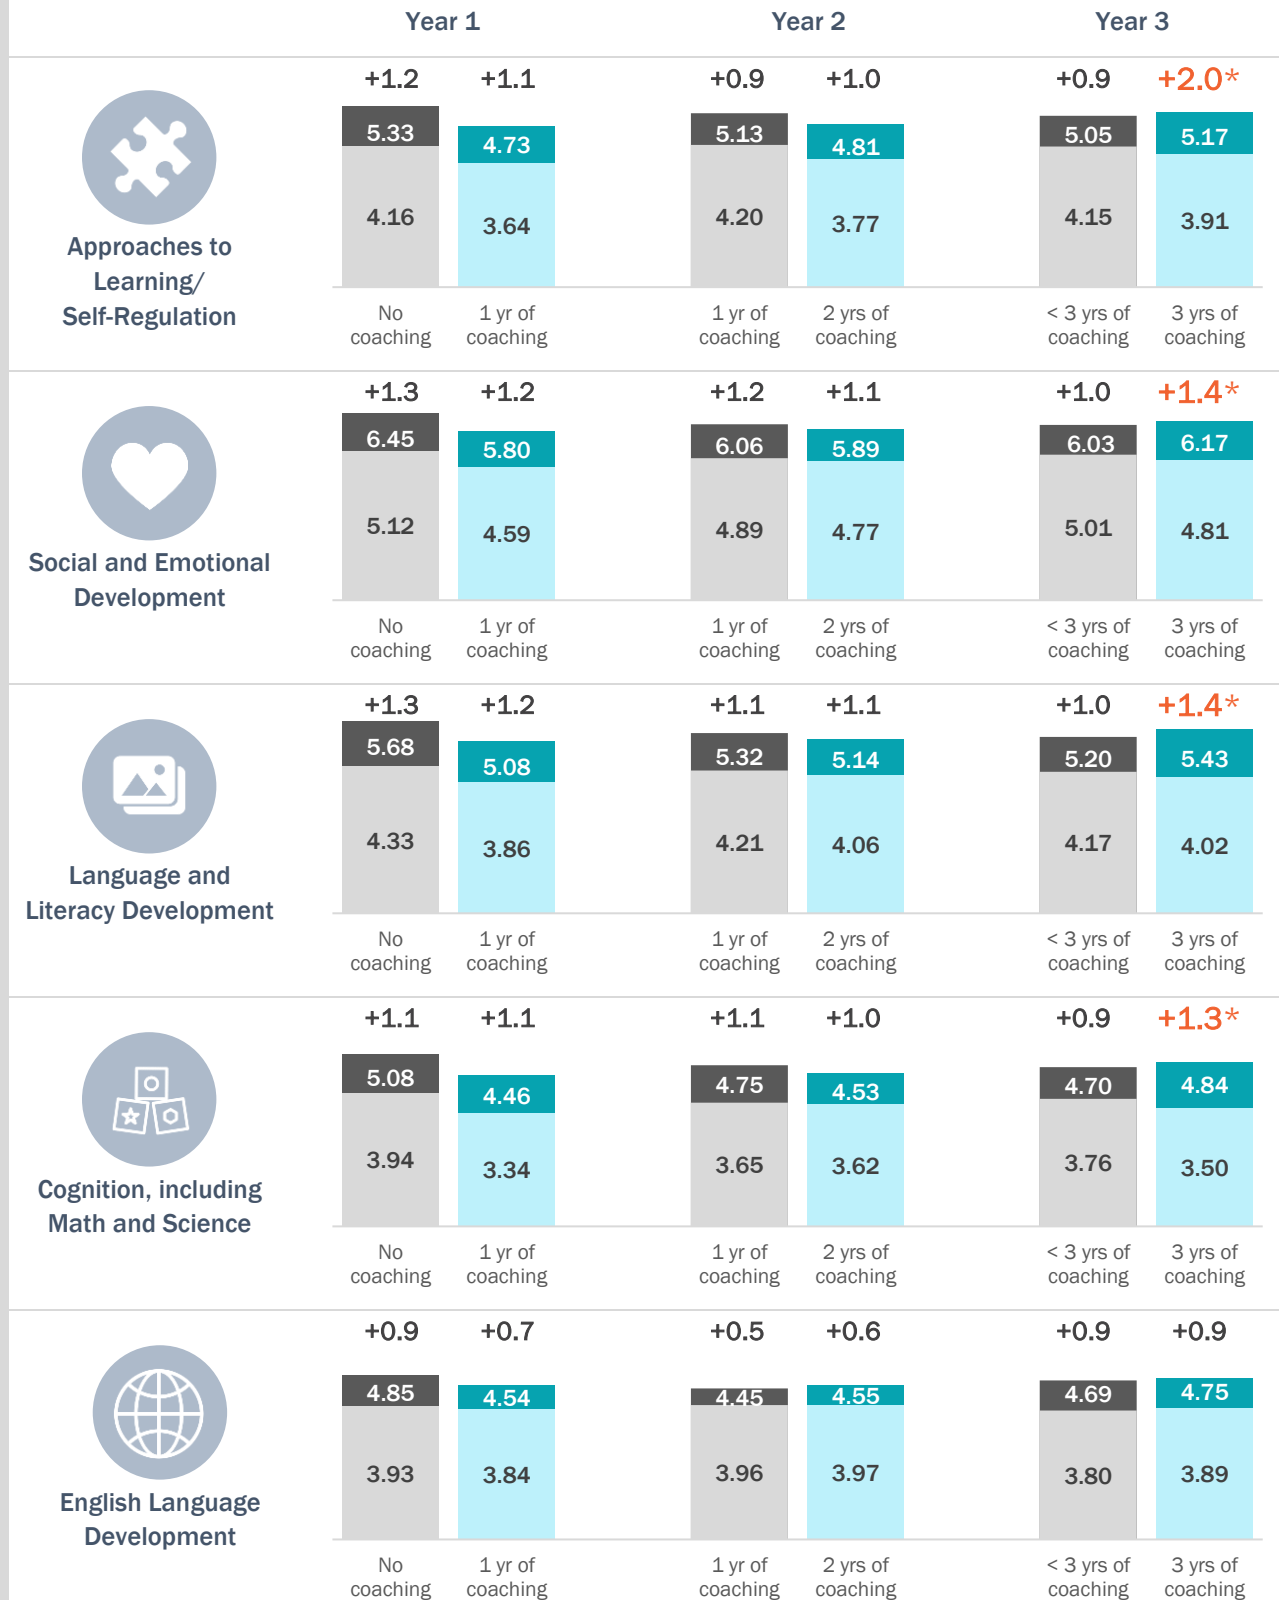 Year 1 Year 2 Year 3
+1.2 +1.1 +0.9 +1.0 +0.9 +2.0*
5.33 4.73 5.13 4.81 5.05 5.17
4.16 3.64 4.20 3.77 4.15 3.91
Approaches to
Learning/
Self-Regulation
No 1 yr of 1 yr of 2 yrs of < 3 yrs of 3 yrs of
coaching coaching coaching coaching coaching coaching
+1.3 +1.2 +1.2 +1.1 +1.0 +1.4*
6.45 5.80 6.06 5.89 6.03 6.17
5.12 4.59 4.89 4.77 5.01 4.81
Social and Emotional
Development
No 1 yr of 1 yr of 2 yrs of < 3 yrs of 3 yrs of
coaching coaching coaching coaching coaching coaching
+1.3 +1.2 +1.1 +1.1 +1.0 +1.4*
5.68 5.08 5.32 5.14 5.20 5.43
4.33 3.86 4.21 4.06 4.17 4.02
Language and
Literacy Development
No 1 yr of 1 yr of 2 yrs of < 3 yrs of 3 yrs of
coaching coaching coaching coaching coaching coaching
+1.1 +1.1 +1.1 +1.0 +0.9 +1.3*
5.08 4.46 4.75 4.53 4.70 4.84
3.94 3.34 3.65 3.62 3.76 3.50
Cognition, including
Math and Science
No 1 yr of 1 yr of 2 yrs of < 3 yrs of 3 yrs of
coaching coaching coaching coaching coaching coaching
+0.9 +0.7 +0.5 +0.6 +0.9 +0.9
4.85 4.54 4.45 4.55 4.69 4.75
3.93 3.84 3.96 3.97 3.80 3.89
English Language
Development
No 1 yr of 1 yr of 2 yrs of < 3 yrs of 3 yrs of
coaching coaching coaching coaching coaching coaching